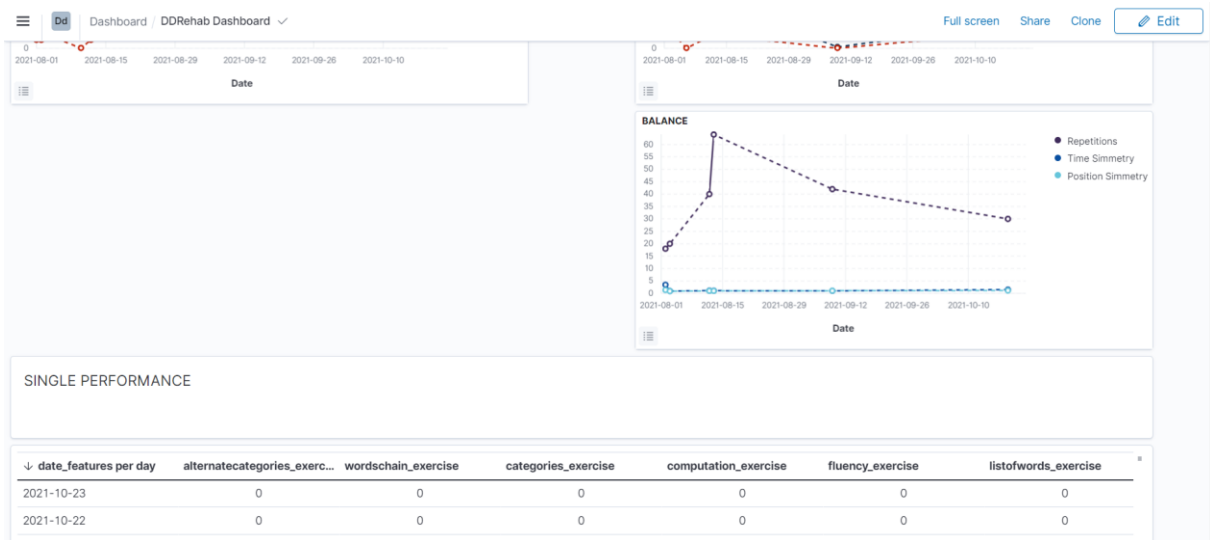 Dd Dashboard / DDRehab Dashboard Full screen Share Clone Edit
0
2021-08-01 2021-08-15 2021-08-29 2021-09-12 2021-09-26 2021-10-10
Date
0
2021-08-01 2021-08-15 2021-08-29 2021-09-12 2021-09-26 2021-10-10
Date
BALANCE
60
55
50
45
40
35
30
25
20
15
10
5
0
2021-08-01 2021-08-15 2021-08-29 2021-09-12 2021-09-26 2021-10-10
Date
Repetitions
Time Simmetry
Position Simmetry
SINGLE PERFORMANCE
↓ date_features per day alternatecategories_exerc... wordschain_exercise categories_exercise computation_exercise fluency_exercise listofwords_exercise
2021-10-23 0 0 0 0 0 0
2021-10-22 0 0 0 0 0 0